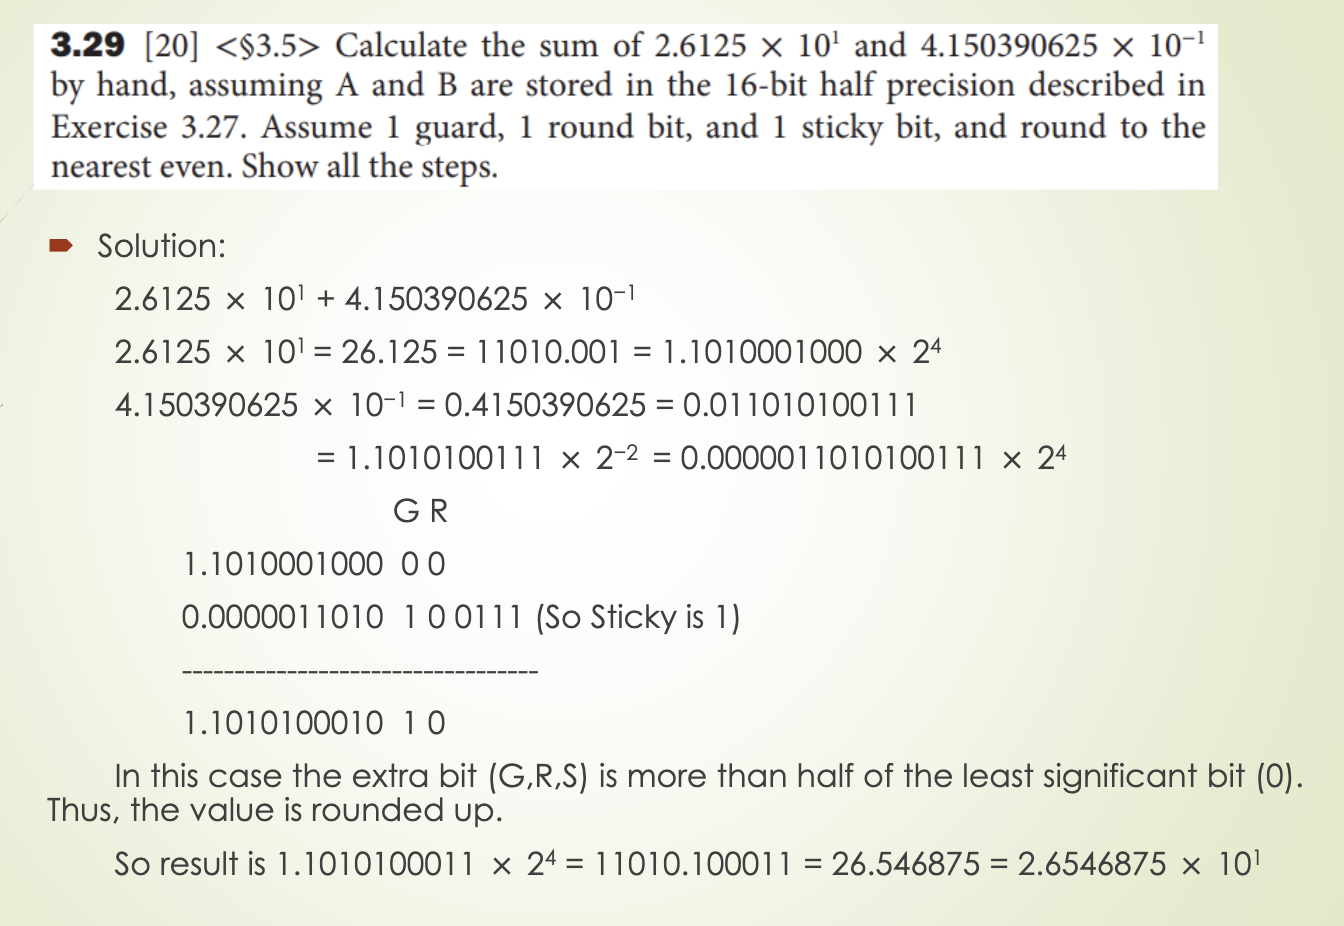 3.29 [20] <§3.5> Calculate the sum of 2.6125 × 10¹ and 4.150390625 × 10⁻¹
by hand, assuming A and B are stored in the 16-bit half precision described in
Exercise 3.27. Assume 1 guard, 1 round bit, and 1 sticky bit, and round to the
nearest even. Show all the steps.
Solution:
2.6125 × 10¹ + 4.150390625 × 10⁻¹
2.6125 × 10¹ = 26.125 = 11010.001 = 1.1010001000 × 2⁴
4.150390625 × 10⁻¹ = 0.4150390625 = 0.011010100111
= 1.1010100111 × 2⁻² = 0.0000011010100111 × 2⁴
G R
1.1010001000 0 0
0.0000011010 1 0 0111 (So Sticky is 1)
----------------------------------
1.1010100010 1 0
In this case the extra bit (G,R,S) is more than half of the least significant bit (0).
Thus, the value is rounded up.
So result is 1.1010100011 × 2⁴ = 11010.100011 = 26.546875 = 2.6546875 × 10¹